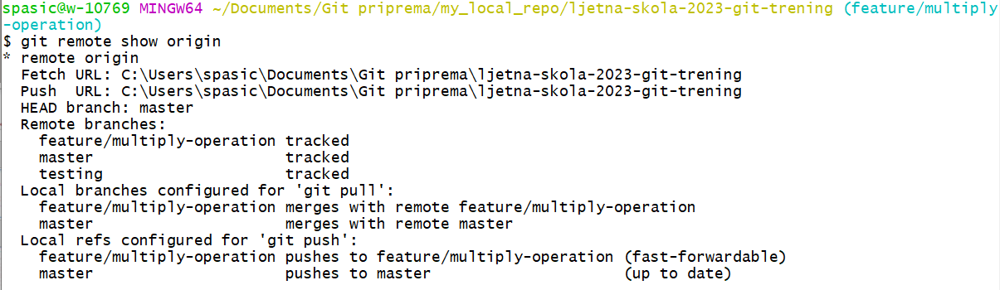 spasic@w-10769 MINGW64 ~/Documents/Git priprema/my_local_repo/ljetna-skola-2023-git-trening (feature/multiply
-operation)
$ git remote show origin
* remote origin
  Fetch URL: C:\Users\spasic\Documents\Git priprema\ljetna-skola-2023-git-trening
  Push  URL: C:\Users\spasic\Documents\Git priprema\ljetna-skola-2023-git-trening
  HEAD branch: master
  Remote branches:
    feature/multiply-operation tracked
    master                     tracked
    testing                    tracked
  Local branches configured for 'git pull':
    feature/multiply-operation merges with remote feature/multiply-operation
    master                     merges with remote master
  Local refs configured for 'git push':
    feature/multiply-operation pushes to feature/multiply-operation (fast-forwardable)
    master                     pushes to master                     (up to date)